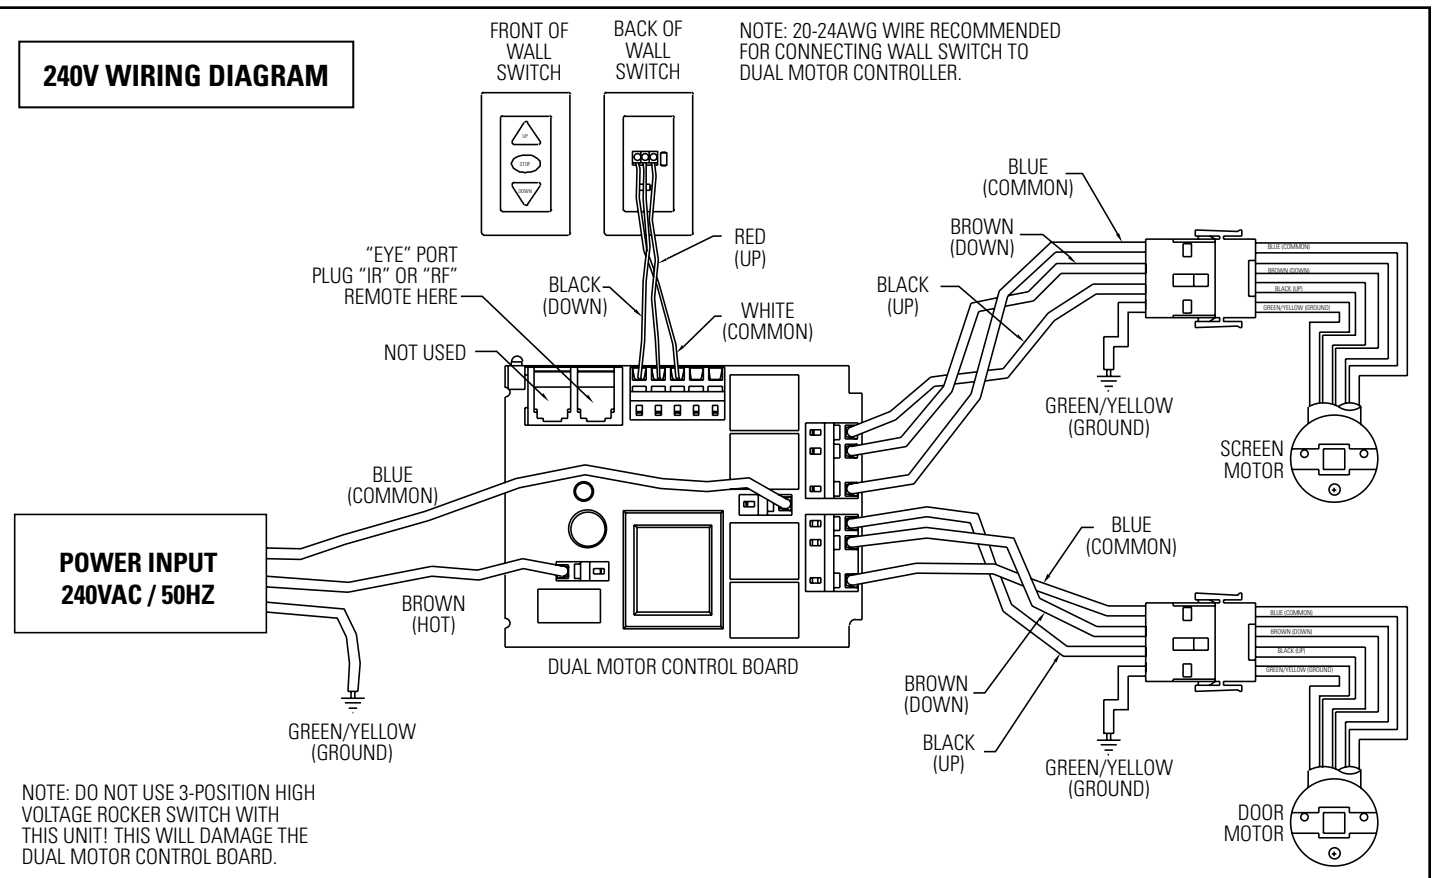 240V WIRING DIAGRAM
FRONT OF
WALL
SWITCH
BACK OF
WALL
SWITCH
NOTE: 20-24AWG WIRE RECOMMENDED
FOR CONNECTING WALL SWITCH TO
DUAL MOTOR CONTROLLER.
UP
STOP
DOWN
“EYE” PORT
PLUG “IR” OR “RF”
REMOTE HERE
NOT USED
BLACK
(DOWN)
RED
(UP)
WHITE
(COMMON)
BLUE
(COMMON)
BROWN
(DOWN)
BLACK
(UP)
BLUE (COMMON)
BROWN (DOWN)
BLACK (UP)
GREEN/YELLOW (GROUND)
GREEN/YELLOW
(GROUND)
SCREEN
MOTOR
BLUE
(COMMON)
POWER INPUT
240VAC / 50HZ
BROWN
(HOT)
GREEN/YELLOW
(GROUND)
DUAL MOTOR CONTROL BOARD
BLUE
(COMMON)
BROWN
(DOWN)
BLACK
(UP)
BLUE (COMMON)
BROWN (DOWN)
BLACK (UP)
GREEN/YELLOW (GROUND)
GREEN/YELLOW
(GROUND)
DOOR
MOTOR
NOTE: DO NOT USE 3-POSITION HIGH
VOLTAGE ROCKER SWITCH WITH
THIS UNIT! THIS WILL DAMAGE THE
DUAL MOTOR CONTROL BOARD.